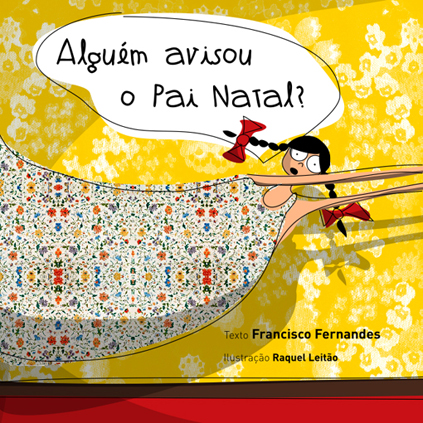 Alguém avisou
o Pai Natal?
Texto Francisco Fernandes
Ilustração Raquel Leitão